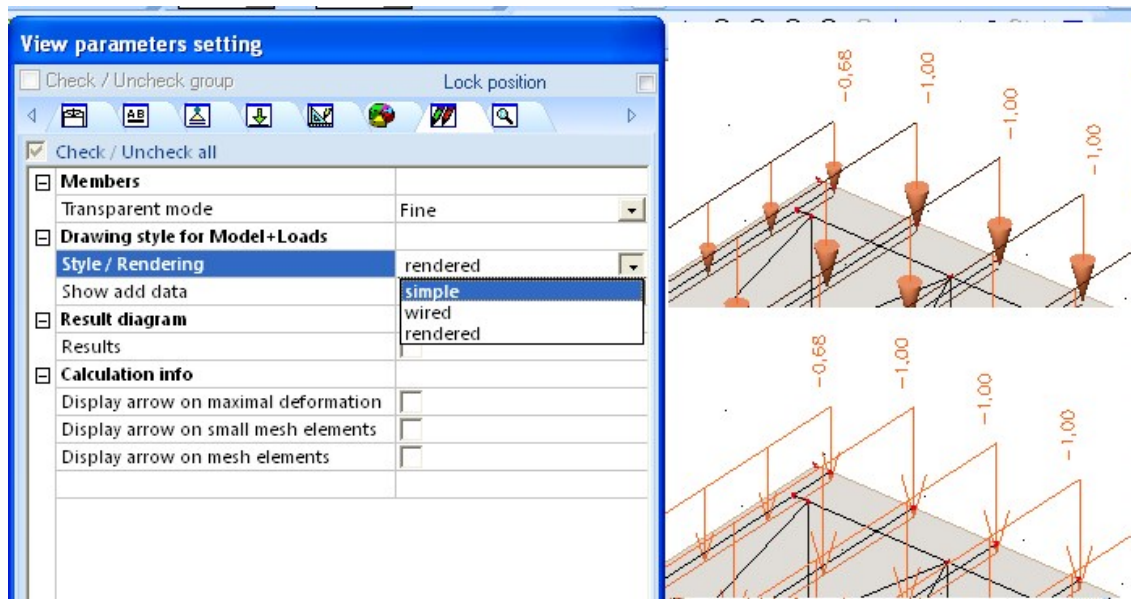 View parameters setting
Check / Uncheck group Lock position
AB
Check / Uncheck all
Members
Transparent mode Fine
Drawing style for Model+Loads
Style / Rendering rendered
Show add data simple
wired
Result diagram
rendered
Results
Calculation info
Display arrow on maximal deformation
Display arrow on small mesh elements
Display arrow on mesh elements
-0,68
-1,00
-1,00
-1,00
-0,68
-1,00
-1,00
-1,00